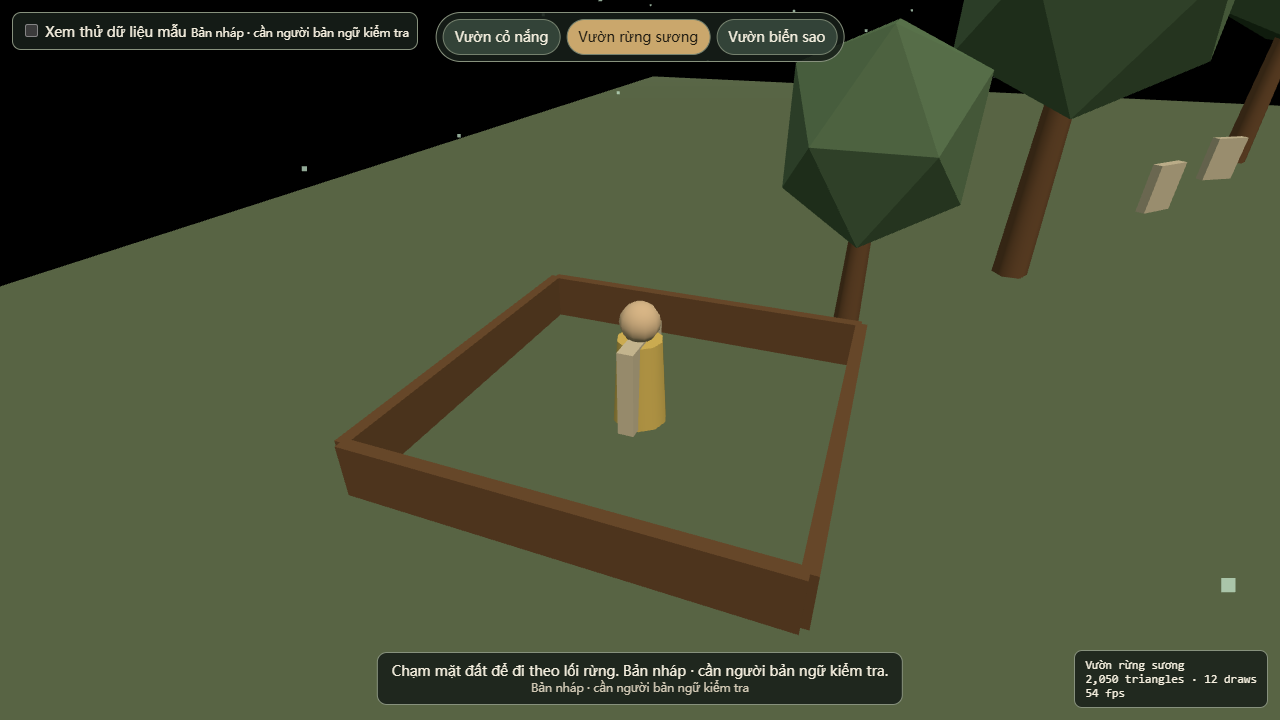 Xem thử dữ liệu mẫu Bản nháp · cần người bản ngữ kiểm tra
Vườn cỏ nắng
Vườn rừng sương
Vườn biển sao
Chạm mặt đất để đi theo lối rừng. Bản nháp · cần người bản ngữ kiểm tra.
Bản nháp · cần người bản ngữ kiểm tra
Vườn rừng sương
2,050 triangles · 12 draws
54 fps